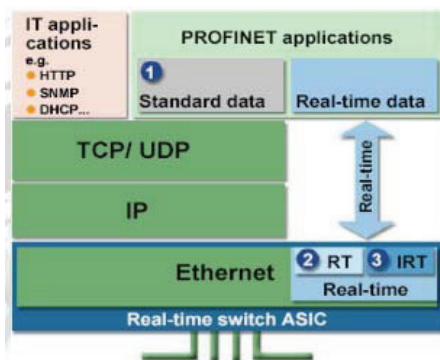 IT appli-
cations
e.g.
HTTP
SNMP
DHCP...
PROFINET applications
1
Standard data
Real-time data
TCP/ UDP
IP
Real-time
Ethernet
2 RT
3 IRT
Real-time
Real-time switch ASIC